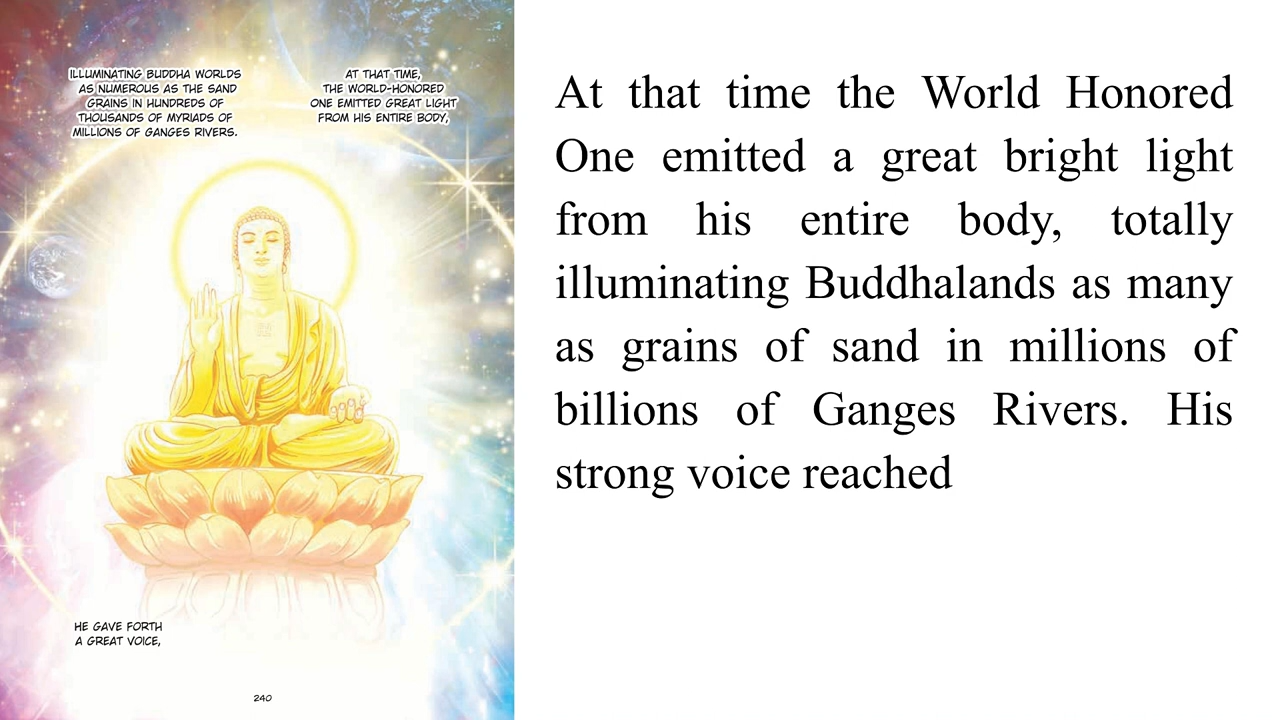 ILLUMINATING BUDDHA WORLDS
AS NUMEROUS AS THE SAND
GRAINS IN HUNDREDS OF
THOUSANDS OF MYRIADS OF
MILLIONS OF GANGES RIVERS.
AT THAT TIME,
THE WORLD-HONORED
ONE EMITTED GREAT LIGHT
FROM HIS ENTIRE BODY,
HE GAVE FORTH
A GREAT VOICE,
240
At that time the World Honored
One emitted a great bright light
from his entire body, totally
illuminating Buddhalands as many
as grains of sand in millions of
billions of Ganges Rivers. His
strong voice reached